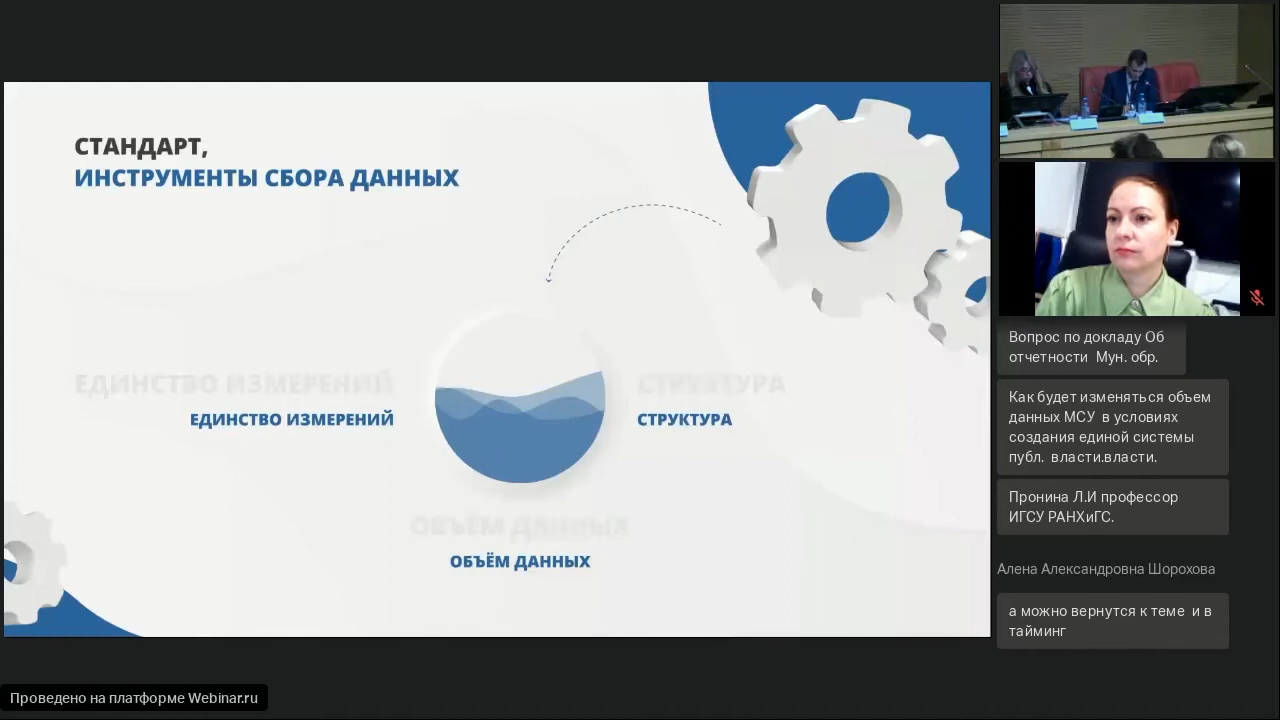 СТАНДАРТ,
ИНСТРУМЕНТЫ СБОРА ДАННЫХ
ЕДИНСТВО ИЗМЕРЕНИЙ
ЕДИНСТВО ИЗМЕРЕНИЙ
СТРУКТУРА
СТРУКТУРА
ОБЪЁМ ДАННЫХ
ОБЪЁМ ДАННЫХ
Вопрос по докладу Об
отчетности Мун. обр.
Как будет изменяться объем
данных МСУ в условиях
создания единой системы
публ. власти.власти.
Пронина Л.И профессор
ИГСУ РАНХиГС.
Алена Александровна Шорохова
а можно вернутся к теме и в
тайминг
Проведено на платформе Webinar.ru